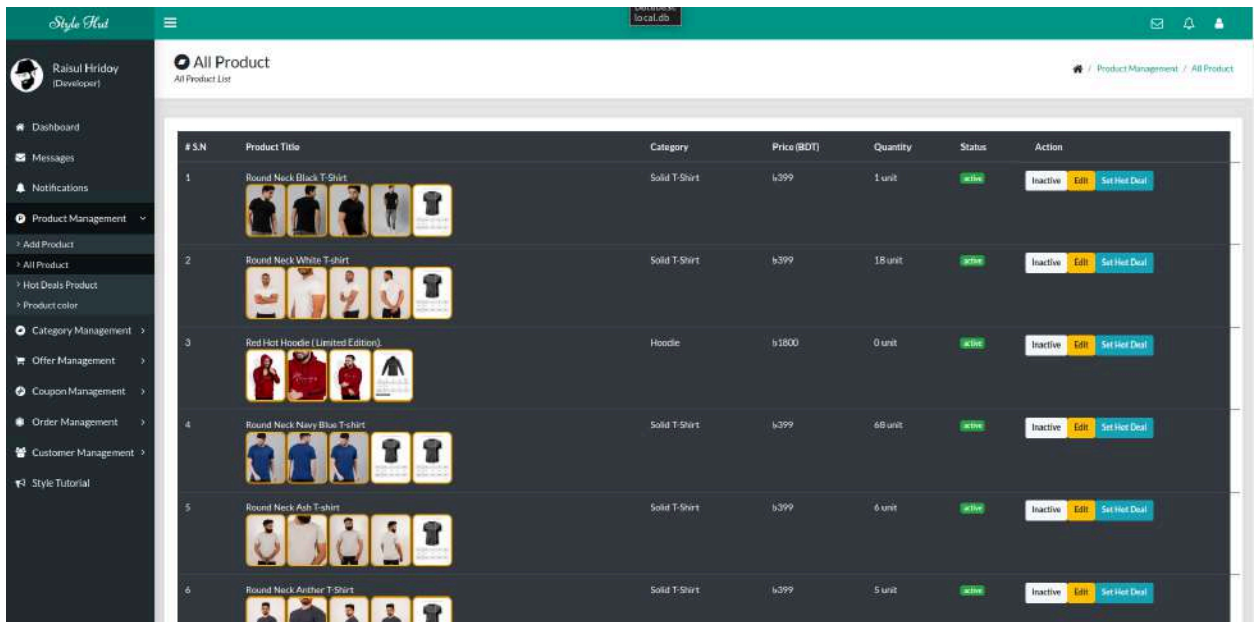 Style Hut
Database:
local.db
Raisul Hridoy
(Developer)
All Product
All Product List
/ Product Management / All Product
Dashboard
Messages
Notifications
Product Management
> Add Product
> All Product
> Hot Deals Product
> Product color
Category Management
Offer Management
Coupon Management
Order Management
Customer Management
Style Tutorial
# S.N Product Title Category Price (BDT) Quantity Status Action
1 Round Neck Black T-Shirt Solid T-Shirt ৳399 1 unit active Inactive Edit Set Hot Deal
2 Round Neck White T-shirt Solid T-Shirt ৳399 18 unit active Inactive Edit Set Hot Deal
3 Red Hot Hoodie ( Limited Edition). Hoodie ৳1800 0 unit active Inactive Edit Set Hot Deal
4 Round Neck Navy Blue T-shirt Solid T-Shirt ৳399 68 unit active Inactive Edit Set Hot Deal
5 Round Neck Ash T-shirt Solid T-Shirt ৳399 6 unit active Inactive Edit Set Hot Deal
6 Round Neck Anther T-Shirt Solid T-Shirt ৳399 5 unit active Inactive Edit Set Hot Deal